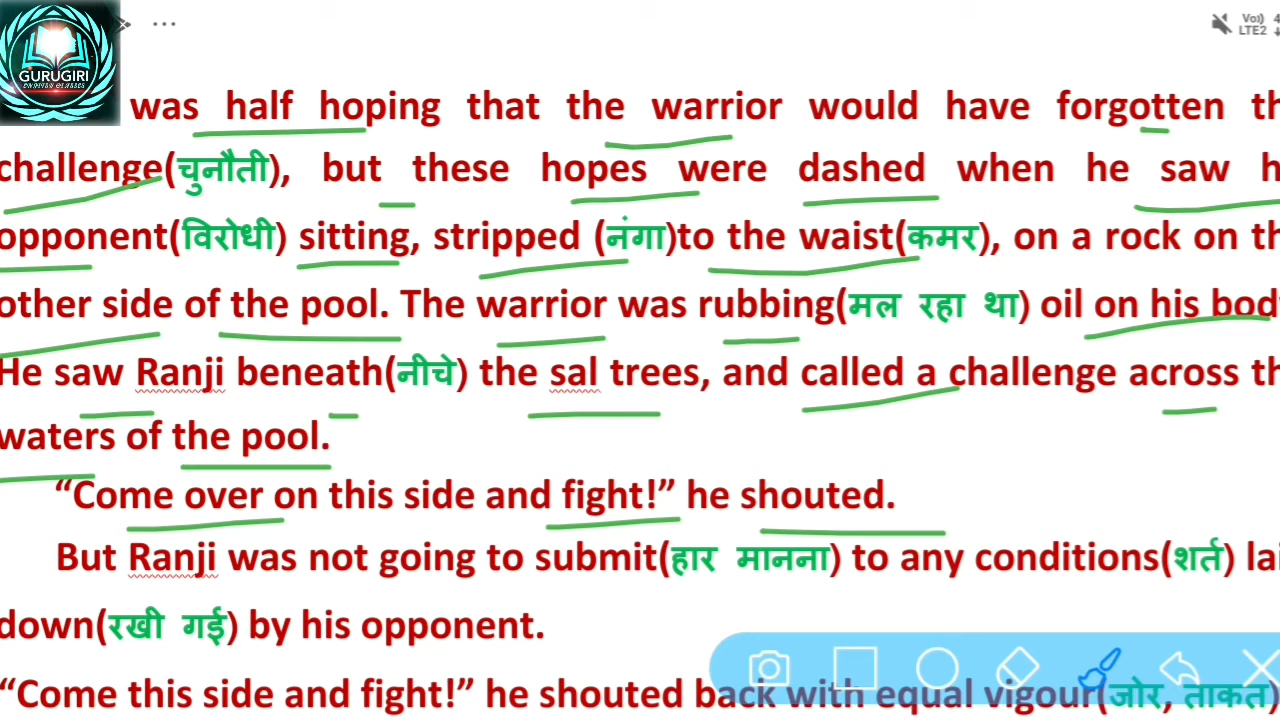 GURUGIRI
Vo)) 4
LTE2
was half hoping that the warrior would have forgotten th
challenge(चुनौती), but these hopes were dashed when he saw h
opponent(विरोधी) sitting, stripped (नंगा)to the waist(कमर), on a rock on th
other side of the pool. The warrior was rubbing(मल रहा था) oil on his body
He saw Ranji beneath(नीचे) the sal trees, and called a challenge across th
waters of the pool.
“Come over on this side and fight!” he shouted.
But Ranji was not going to submit(हार मानना) to any conditions(शर्त) lai
down(रखी गई) by his opponent.
“Come this side and fight!” he shouted back with equal vigour(जोर, ताकत)